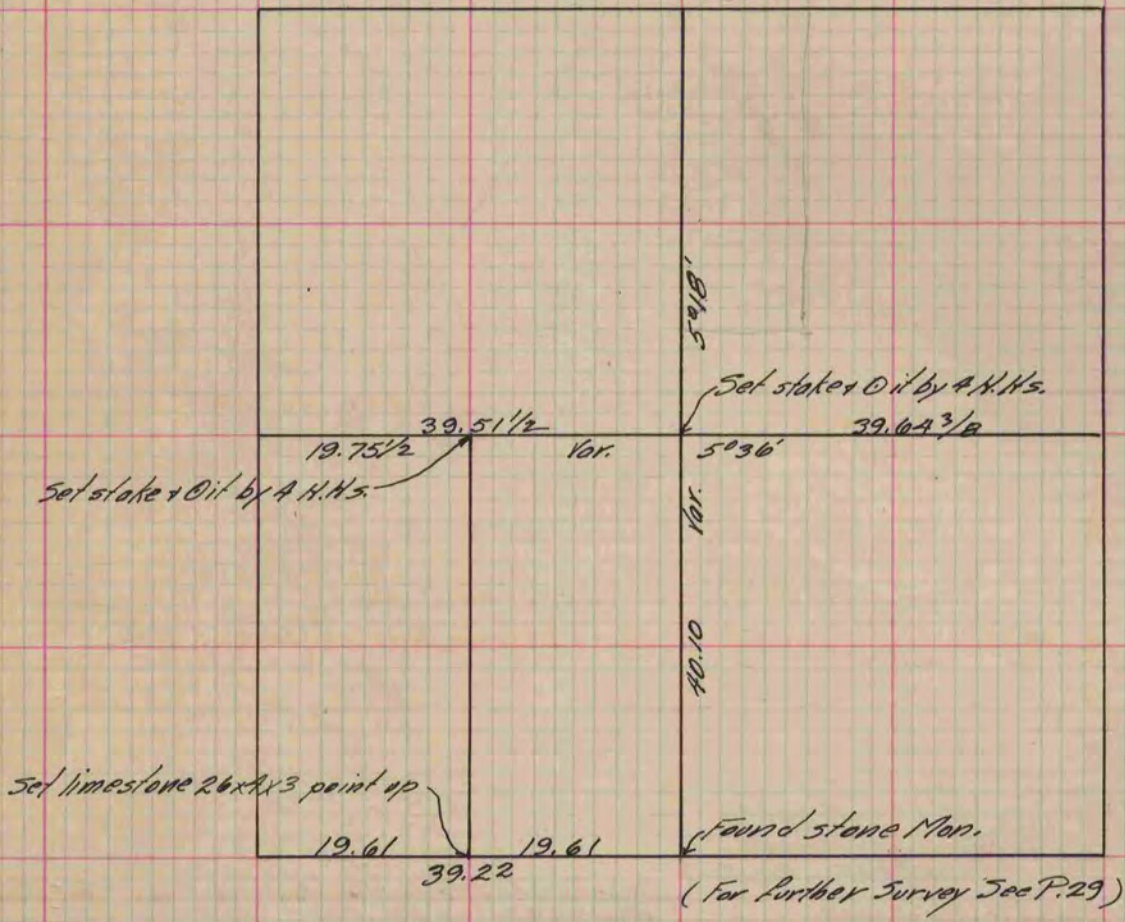 5°18'
Set stake & ⊙ it by 4 H.Hs.
39.51 1/2
39.64 3/8
19.75 1/2
Var.
5°36'
Set stake & ⊙ it by 4 H.Hs.
Var.
40.10
Set limestone 26x4x3 point up
Found stone Mon.
19.61
19.61
39.22
(For further Survey See P.29)